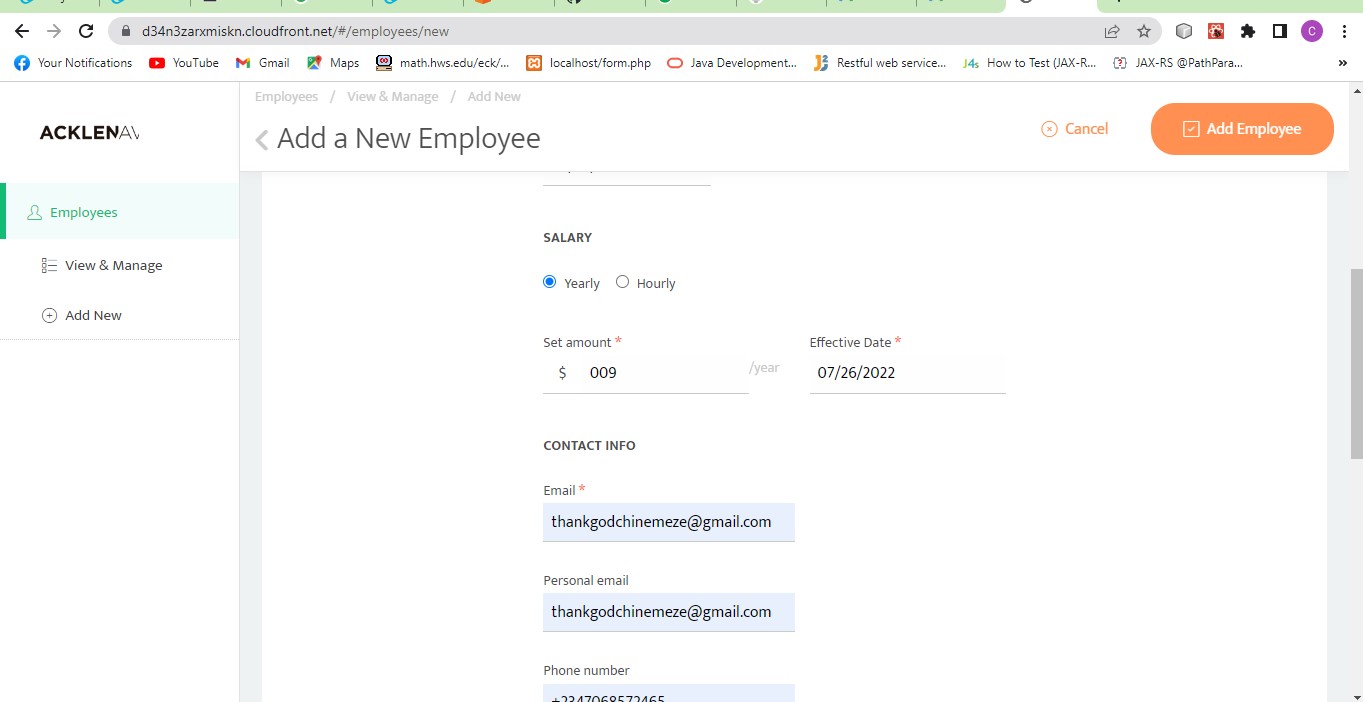 d34n3zarxmiskn.cloudfront.net/#/employees/new
C
Your Notifications YouTube Gmail Maps math.hws.edu/eck/... localhost/form.php Java Development... Restful web service... J4s How to Test (JAX-R... {?} JAX-RS @PathPara... »
Employees / View & Manage / Add New
ACKLENAV
Add a New Employee
Cancel
Add Employee
Employees
View & Manage
Add New
SALARY
Yearly Hourly
Set amount * Effective Date *
$ 009 /year 07/26/2022
CONTACT INFO
Email *
thankgodchinemeze@gmail.com
Personal email
thankgodchinemeze@gmail.com
Phone number
+2347068572465